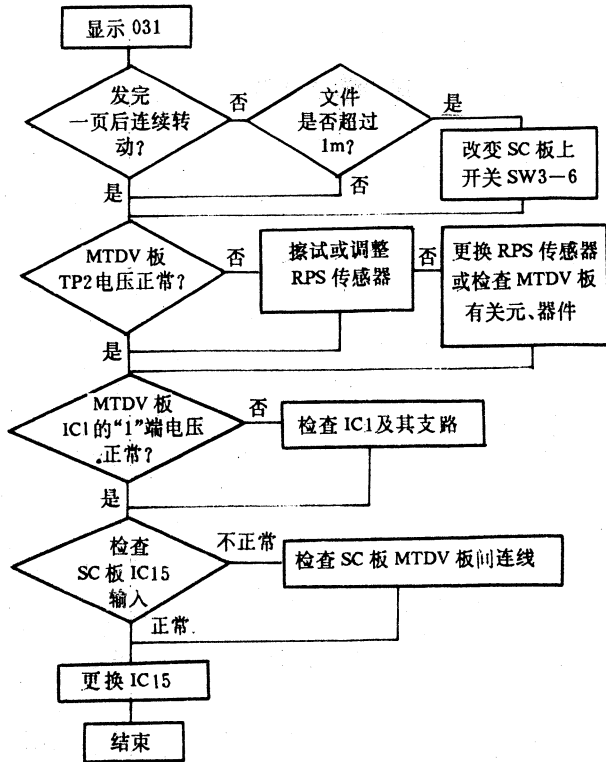 显示 031
发完
一页后连续转
动?
否
文件
是否超过
1m?
是
改变 SC 板上
开关 SW3-6
是
否
MTDV 板
TP2 电压正常?
否
擦试或调整
RPS 传感器
否
更换 RPS 传感器
或检查 MTDV 板
有关元、器件
是
MTDV 板
IC1 的“1”端电压
正常?
否
检查 IC1 及其支路
是
检查
SC 板 IC15
输入
不正常
检查 SC 板 MTDV 板间连线
正常
更换 IC15
结束